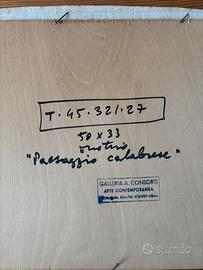 T. 45. 321.27
50 x 33
"Paesaggio calabrese"
GALLERIA A. CONSORTI
ARTE CONTEMPORANEA
subito